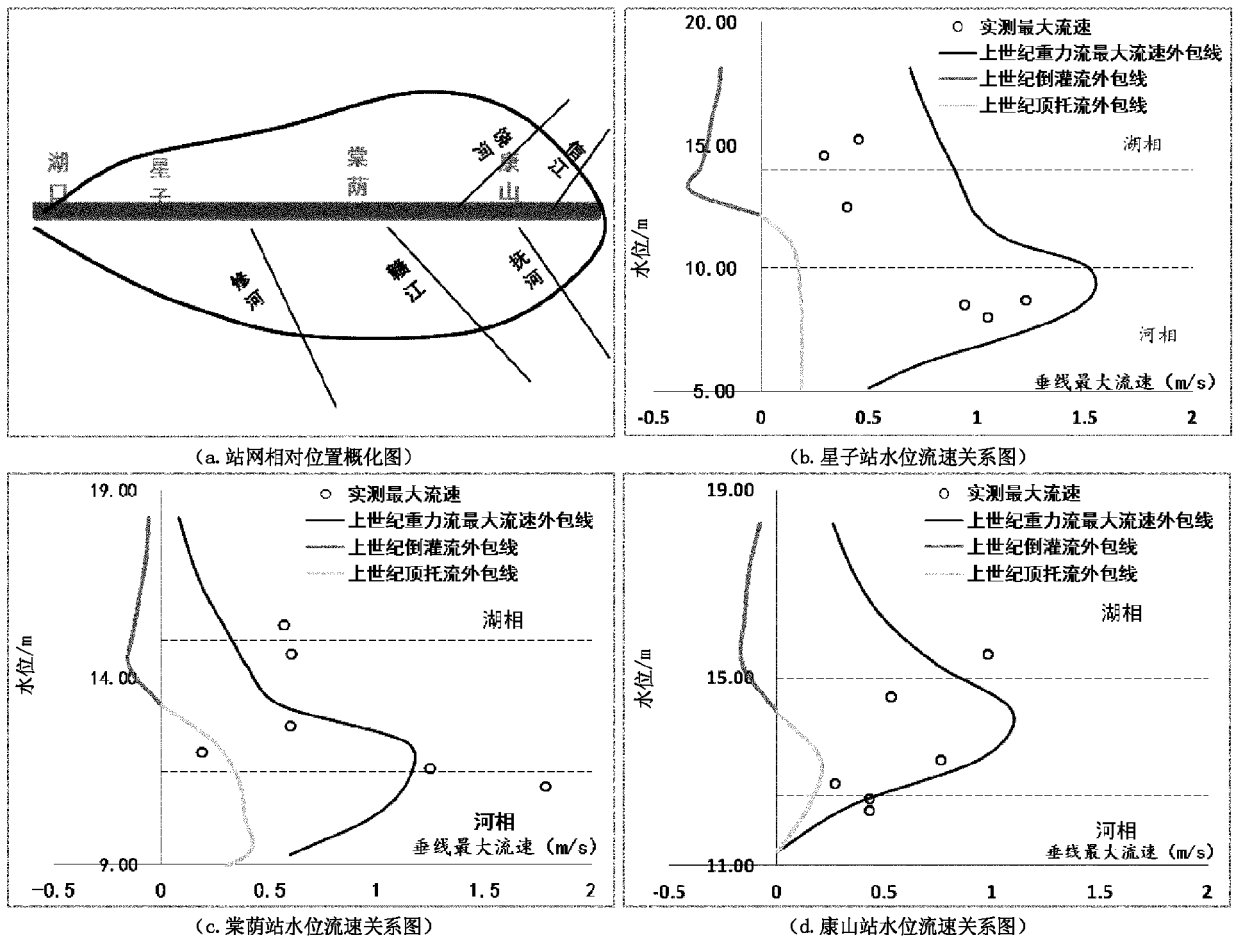 湖口
星子
棠荫
康山
饶河
信江
修河
赣江
抚河
（a. 站网相对位置概化图）
20.00
15.00
10.00
5.00
水位/m
实测最大流速
上世纪重力流最大流速外包线
上世纪倒灌流外包线
上世纪顶托流外包线
湖相
河相
垂线最大流速（m/s）
-0.5
0
0.5
1
1.5
2
（b. 星子站水位流速关系图）
19.00
14.00
9.00
水位/m
实测最大流速
上世纪重力流最大流速外包线
上世纪倒灌流外包线
上世纪顶托流外包线
湖相
河相
垂线最大流速（m/s）
-0.5
0
0.5
1
1.5
2
（c. 棠荫站水位流速关系图）
19.00
15.00
11.00
水位/m
实测最大流速
上世纪重力流最大流速外包线
上世纪倒灌流外包线
上世纪顶托流外包线
湖相
河相
垂线最大流速（m/s）
-0.5
0
0.5
1
1.5
2
（d. 康山站水位流速关系图）